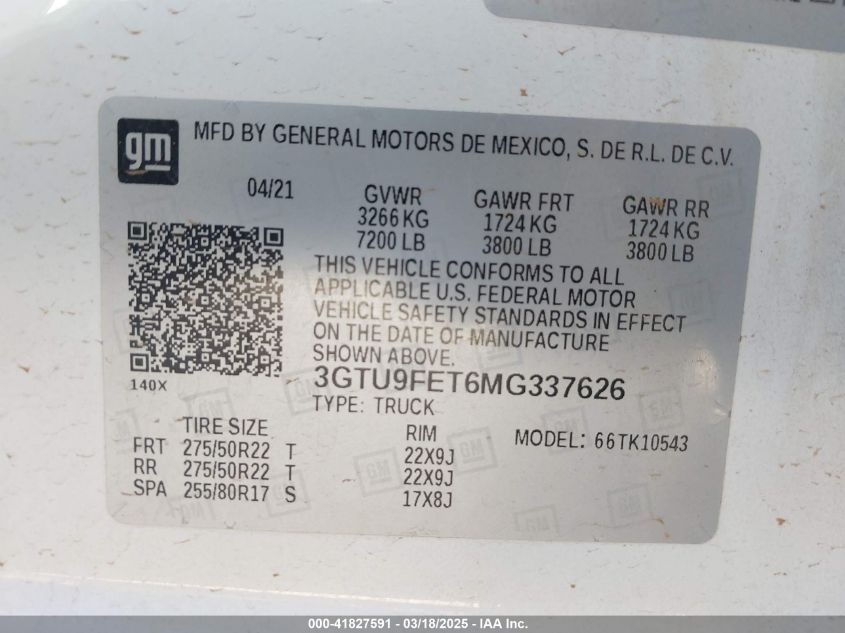 gm
MFD BY GENERAL MOTORS DE MEXICO, S. DE R.L. DE C.V.
04/21 GVWR GAWR FRT GAWR RR
3266 KG 1724 KG 1724 KG
7200 LB 3800 LB 3800 LB
THIS VEHICLE CONFORMS TO ALL
APPLICABLE U.S. FEDERAL MOTOR
VEHICLE SAFETY STANDARDS IN EFFECT
ON THE DATE OF MANUFACTURE
SHOWN ABOVE.
140X
3GTU9FET6MG337626
TYPE: TRUCK
TIRE SIZE RIM MODEL: 66TK10543
FRT 275/50R22 T 22X9J
RR 275/50R22 T 22X9J
SPA 255/80R17 S 17X8J
000-41827591 - 03/18/2025 - IAA Inc.